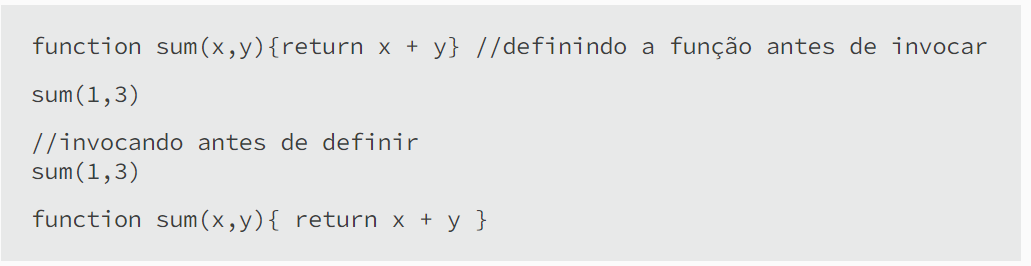 function sum(x,y){return x + y} //definindo a função antes de invocar
sum(1,3)
//invocando antes de definir
sum(1,3)
function sum(x,y){ return x + y }